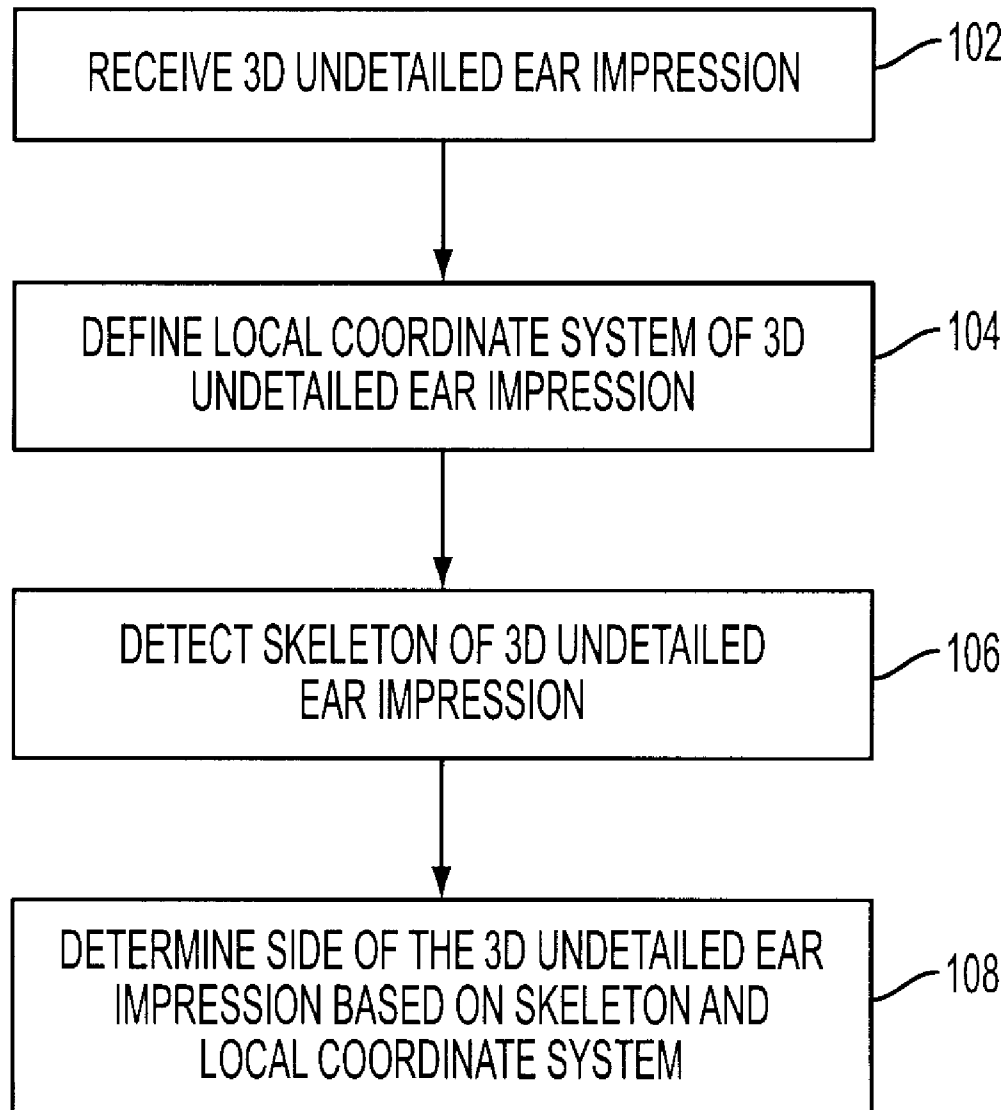 RECEIVE 3D UNDETAILED EAR IMPRESSION
102
DEFINE LOCAL COORDINATE SYSTEM OF 3D
UNDETAILED EAR IMPRESSION
104
DETECT SKELETON OF 3D UNDETAILED
EAR IMPRESSION
106
DETERMINE SIDE OF THE 3D UNDETAILED EAR
IMPRESSION BASED ON SKELETON AND
LOCAL COORDINATE SYSTEM
108